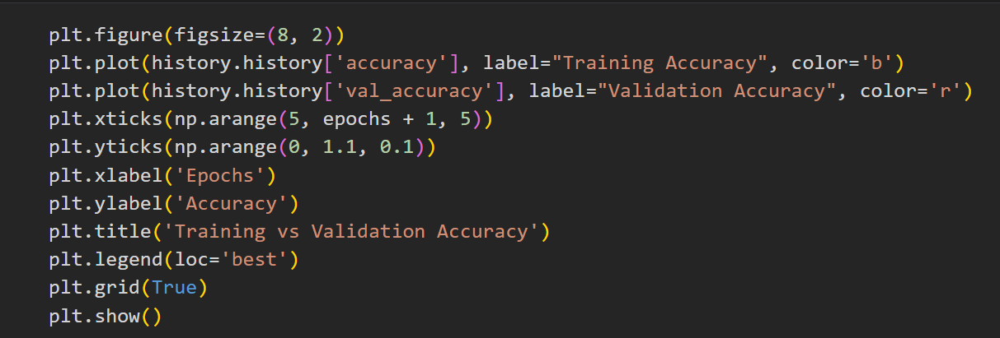 plt.figure(figsize=(8, 2))
plt.plot(history.history['accuracy'], label="Training Accuracy", color='b')
plt.plot(history.history['val_accuracy'], label="Validation Accuracy", color='r')
plt.xticks(np.arange(5, epochs + 1, 5))
plt.yticks(np.arange(0, 1.1, 0.1))
plt.xlabel('Epochs')
plt.ylabel('Accuracy')
plt.title('Training vs Validation Accuracy')
plt.legend(loc='best')
plt.grid(True)
plt.show()